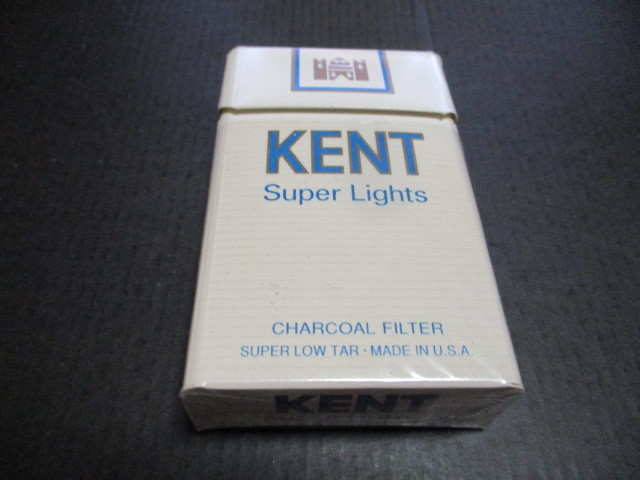 KENT
Super Lights
CHARCOAL FILTER
SUPER LOW TAR · MADE IN U.S.A.
KENT